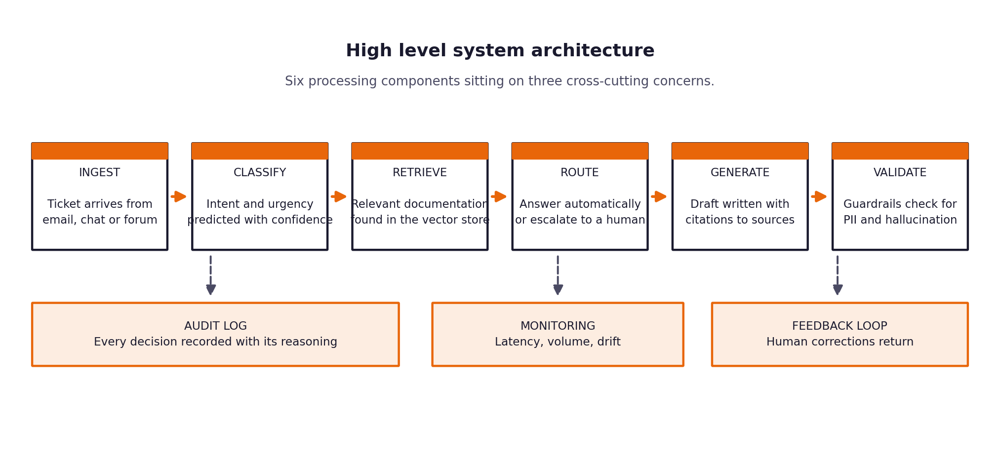 High level system architecture
Six processing components sitting on three cross-cutting concerns.
INGEST
Ticket arrives from
email, chat or forum
CLASSIFY
Intent and urgency
predicted with confidence
RETRIEVE
Relevant documentation
found in the vector store
ROUTE
Answer automatically
or escalate to a human
GENERATE
Draft written with
citations to sources
VALIDATE
Guardrails check for
PII and hallucination
AUDIT LOG
Every decision recorded with its reasoning
MONITORING
Latency, volume, drift
FEEDBACK LOOP
Human corrections return